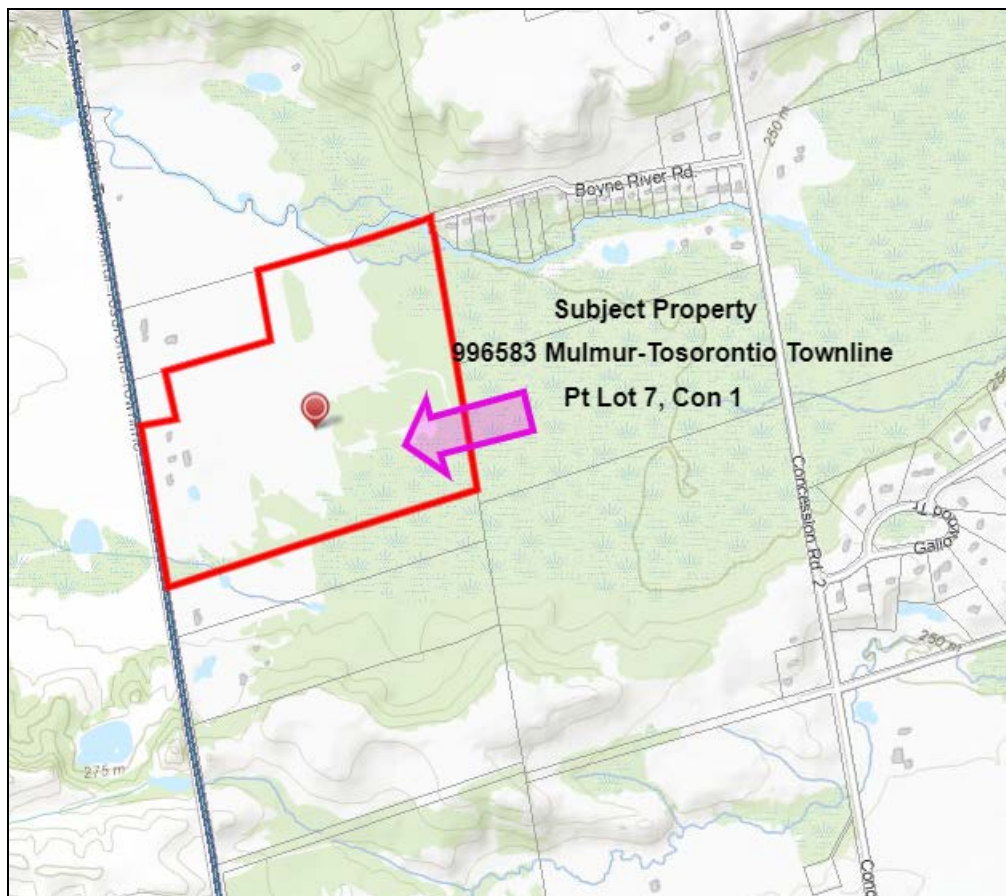 250 m
Boyne River Rd.
Subject Property
996583 Mulmur-Tosorontio Townline
Pt Lot 7, Con 1
Concession Rd. 2
250 m
275 m